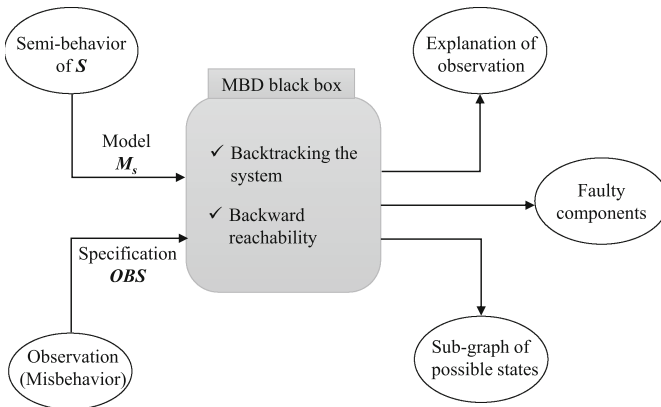 Semi-behavior
of S
Explanation of
observation
MBD black box
Model
Ms
✓ Backtracking the
system
✓ Backward
reachability
Faulty
components
Specification
OBS
Observation
(Misbehavior)
Sub-graph of
possible states